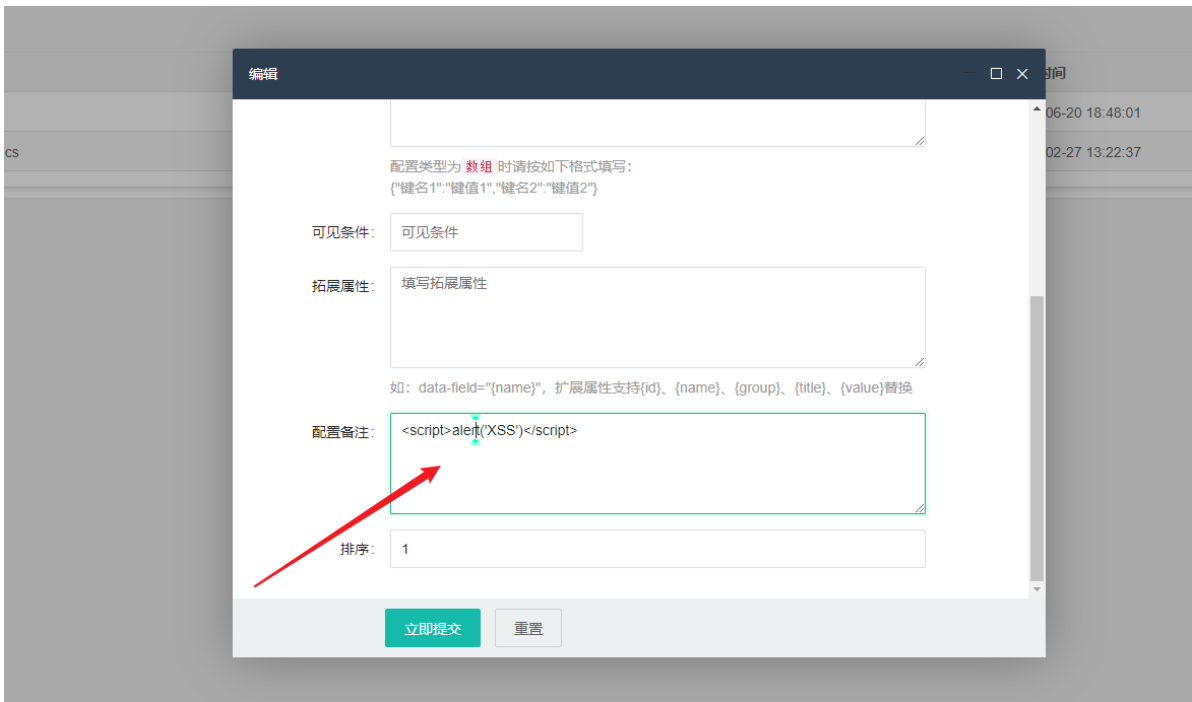 编辑
时间
06-20 18:48:01
cs
02-27 13:22:37
配置类型为 数组 时请按如下格式填写：
{"键名1":"键值1","键名2":"键值2"}
可见条件： 可见条件
拓展属性： 填写拓展属性
如：data-field="{name}"，扩展属性支持{id}、{name}、{group}、{title}、{value}替换
配置备注： <script>alert('XSS')</script>
排序： 1
立即提交 重置